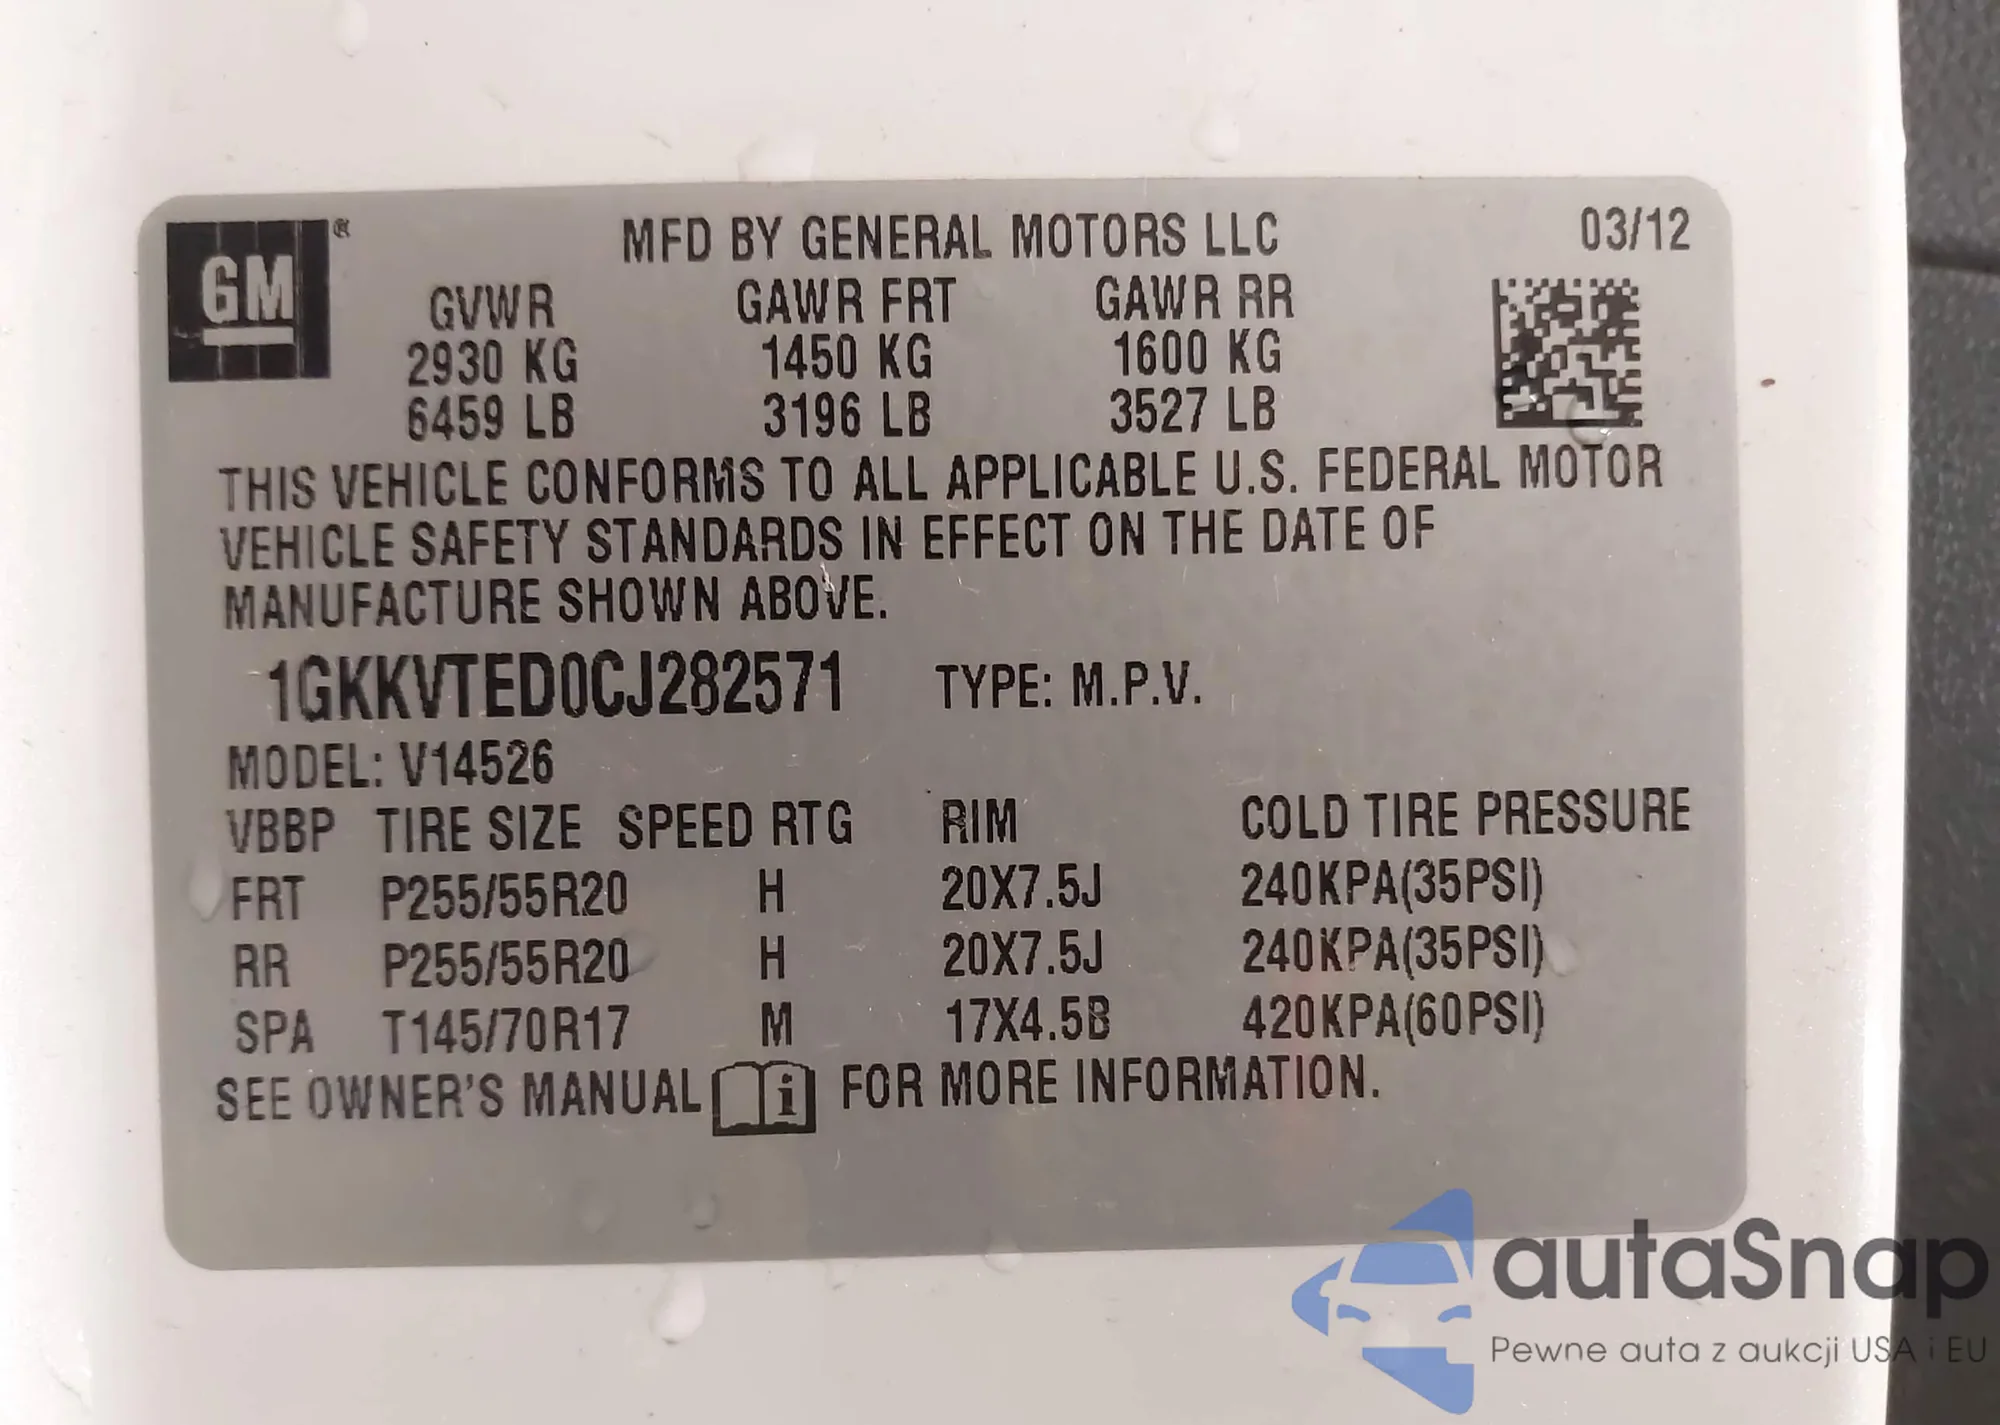 GM®
MFD BY GENERAL MOTORS LLC 03/12
GVWR GAWR FRT GAWR RR
2930 KG 1450 KG 1600 KG
6459 LB 3196 LB 3527 LB
THIS VEHICLE CONFORMS TO ALL APPLICABLE U.S. FEDERAL MOTOR
VEHICLE SAFETY STANDARDS IN EFFECT ON THE DATE OF
MANUFACTURE SHOWN ABOVE.
1GKKVTED0CJ282571 TYPE: M.P.V.
MODEL: V14526
VBBP TIRE SIZE SPEED RTG RIM COLD TIRE PRESSURE
FRT P255/55R20 H 20X7.5J 240KPA(35PSI)
RR P255/55R20 H 20X7.5J 240KPA(35PSI)
SPA T145/70R17 M 17X4.5B 420KPA(60PSI)
SEE OWNER'S MANUAL i FOR MORE INFORMATION.
autaSnap
Pewne auta z aukcji USA i EU